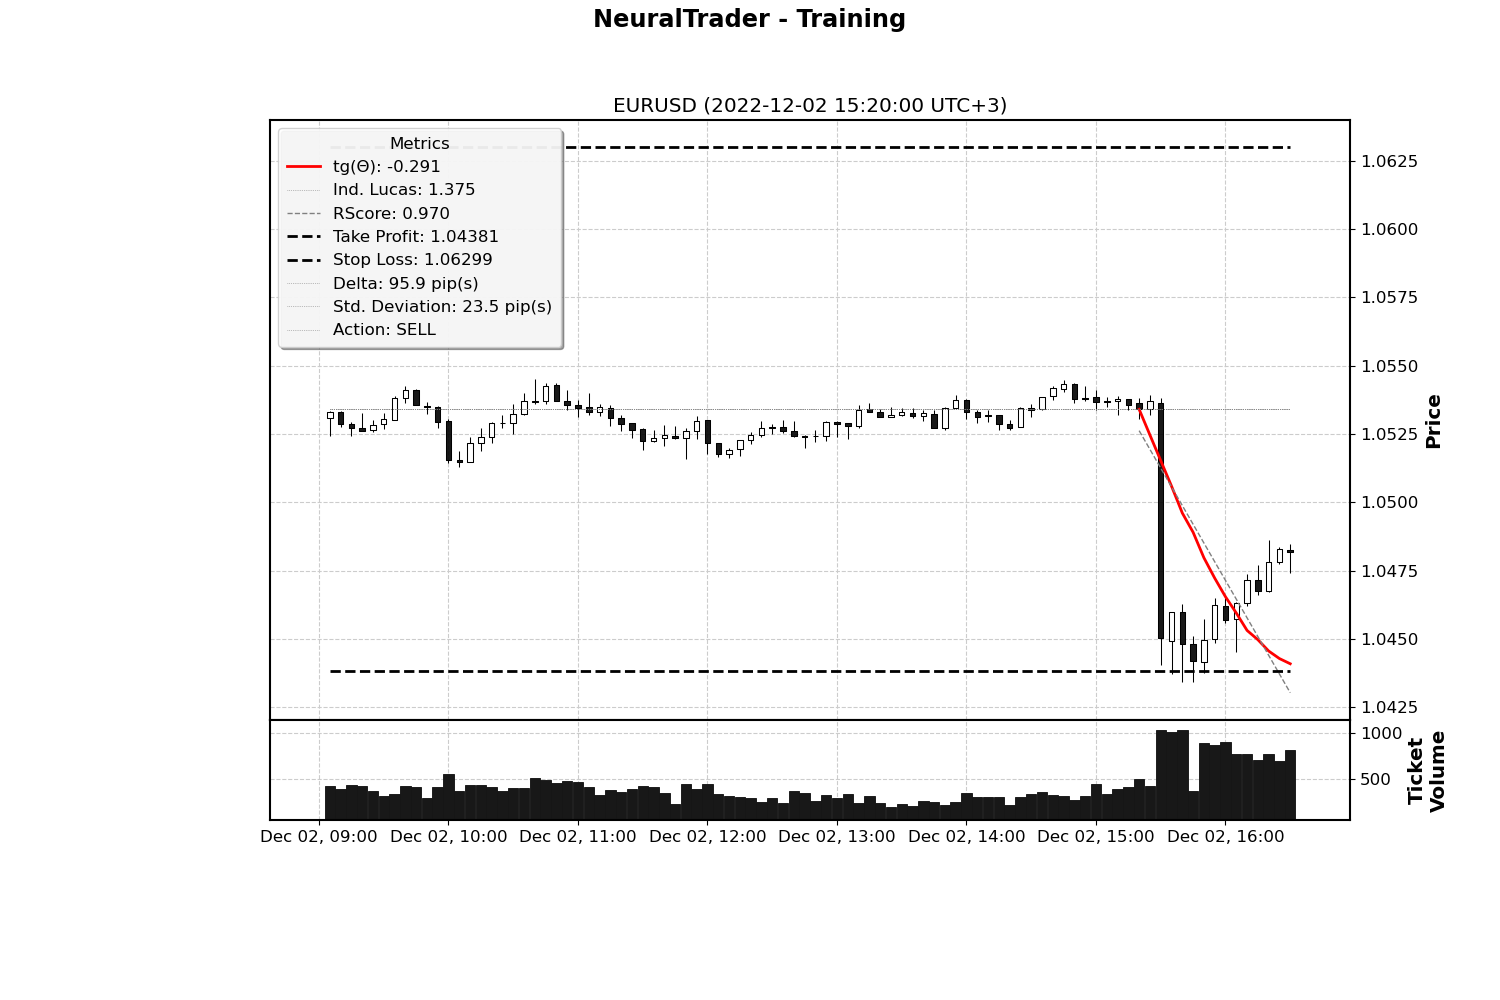 NeuralTrader - Training
EURUSD (2022-12-02 15:20:00 UTC+3)
Metrics
tg(Θ): -0.291
Ind. Lucas: 1.375
RScore: 0.970
Take Profit: 1.04381
Stop Loss: 1.06299
Delta: 95.9 pip(s)
Std. Deviation: 23.5 pip(s)
Action: SELL
1.0625
1.0600
1.0575
1.0550
1.0525
1.0500
1.0475
1.0450
1.0425
Price
1000
500
Ticket
Volume
Dec 02, 09:00 Dec 02, 10:00 Dec 02, 11:00 Dec 02, 12:00 Dec 02, 13:00 Dec 02, 14:00 Dec 02, 15:00 Dec 02, 16:00